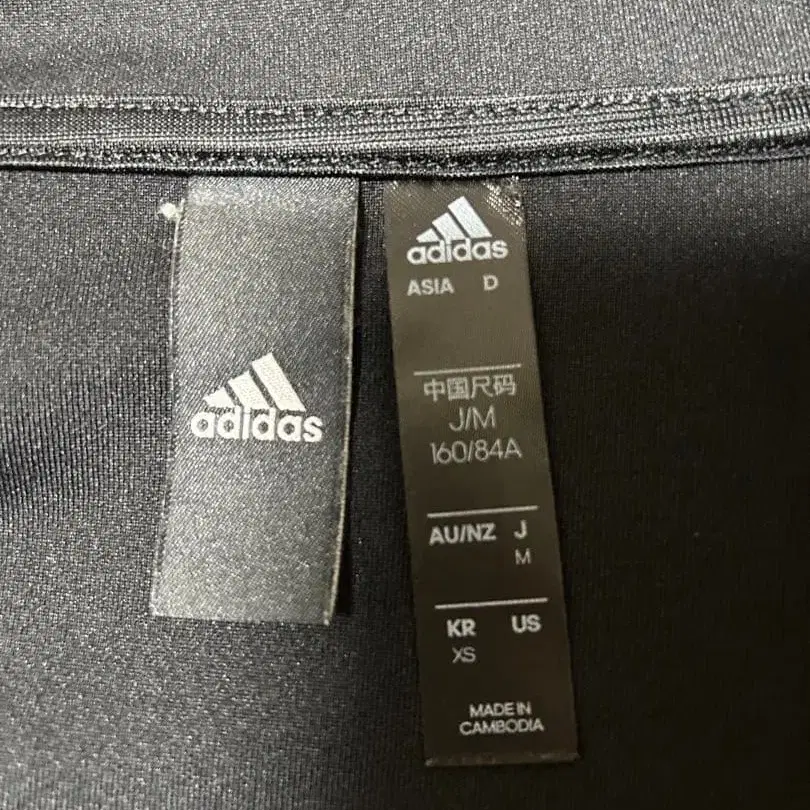 adidas
adidas
ASIA D
中国尺码
J/M
160/84A
AU/NZ J
M
KR US
XS
MADE IN
CAMBODIA